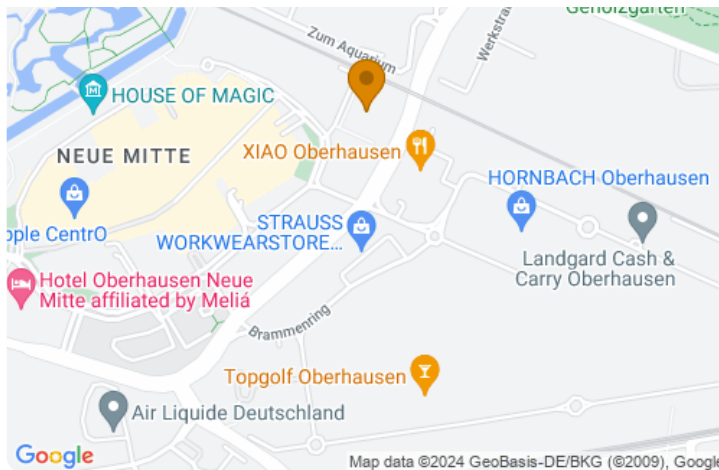 Gehölzgarten
Zum Aquarium
Werkstraß
HOUSE OF MAGIC
NEUE MITTE
XIAO Oberhausen
HORNBACH Oberhausen
pple CentrO
STRAUSS
WORKWEARSTORE...
Landgard Cash &
Carry Oberhausen
Hotel Oberhausen Neue
Mitte affiliated by Meliá
Brammenring
Topgolf Oberhausen
Air Liquide Deutschland
Google
Map data ©2024 GeoBasis-DE/BKG (©2009), Google